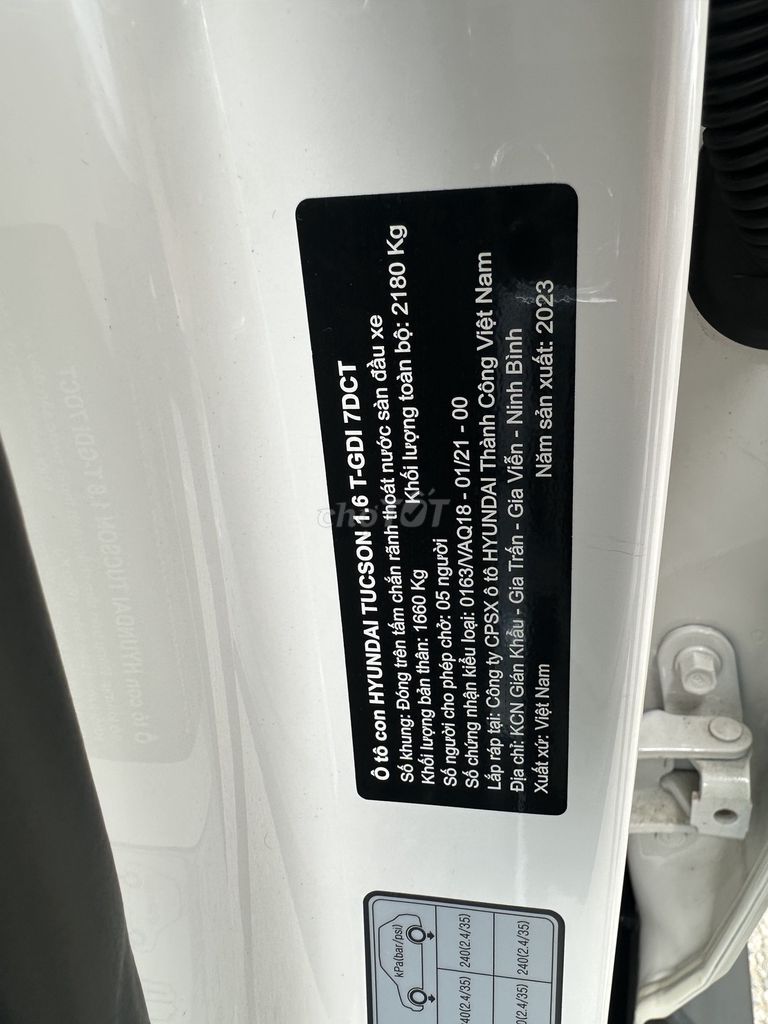 Ô tô con HYUNDAI TUCSON 1.6 T-GDI 7DCT
Số khung: Đóng trên tấm chắn rãnh thoát nước sàn đầu xe
Khối lượng bản thân: 1660 Kg Khối lượng toàn bộ: 2180 Kg
Số người cho phép chở: 05 người
Số chứng nhận kiểu loại: 0163/VAQ18 - 01/21 - 00
Lắp ráp tại: Công ty CPSX ô tô HYUNDAI Thành Công Việt Nam
Địa chỉ: KCN Gián Khẩu - Gia Trấn - Gia Viễn - Ninh Bình
Xuất xứ: Việt Nam Năm sản xuất: 2023
chợTỐT
kPa(bar/psi)
240(2.4/35)
240(2.4/35)